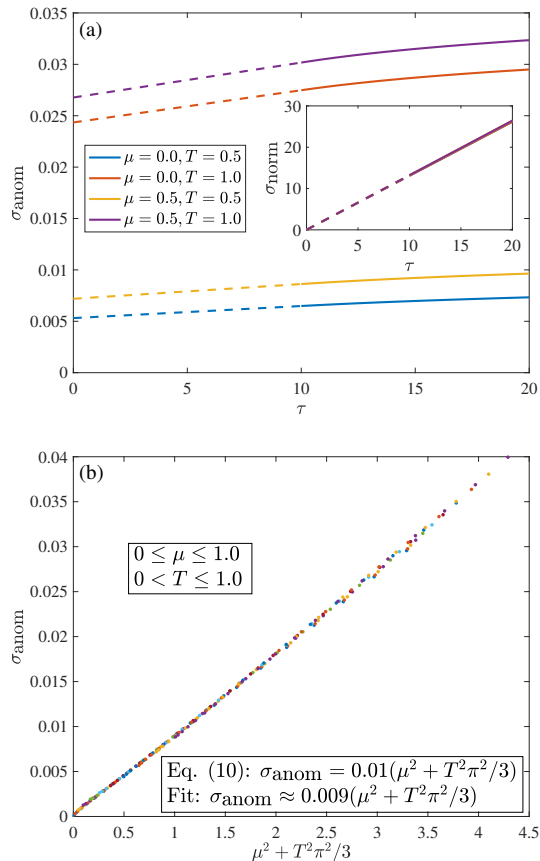 (a)
0.035
0.03
0.025
0.02
0.015
0.01
0.005
0
σanom
μ = 0.0, T = 0.5
μ = 0.0, T = 1.0
μ = 0.5, T = 0.5
μ = 0.5, T = 1.0
30
20
10
0
σnorm
0 5 10 15 20
τ
0 5 10 15 20
τ
(b)
0.04
0.035
0.03
0.025
0.02
0.015
0.01
0.005
0
σanom
0 ≤ μ ≤ 1.0
0 < T ≤ 1.0
Eq. (10): σanom = 0.01(μ² + T²π²/3)
Fit: σanom ≈ 0.009(μ² + T²π²/3)
0 0.5 1 1.5 2 2.5 3 3.5 4 4.5
μ² + T²π²/3